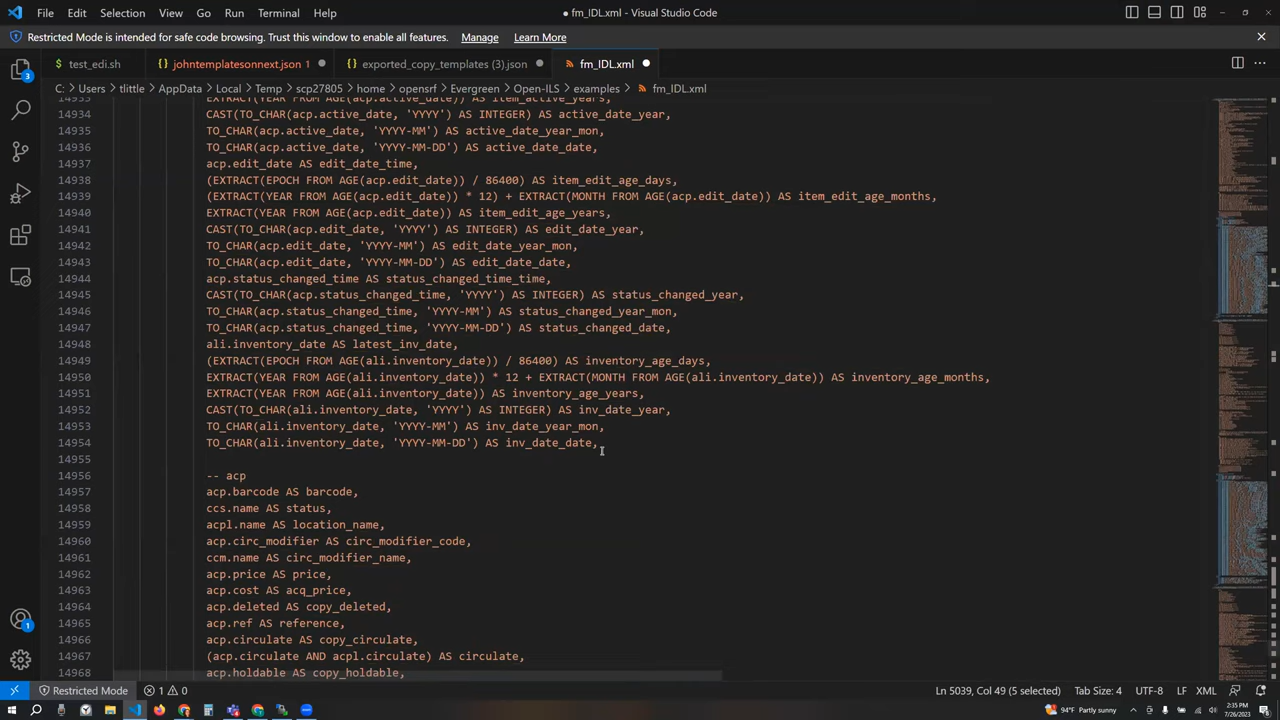 File Edit Selection View Go Run Terminal Help
● fm_IDL.xml - Visual Studio Code
Restricted Mode is intended for safe code browsing. Trust this window to enable all features. Manage Learn More
$ test_edi.sh {} johntemplatesonnext.json 1 ● {} exported_copy_templates (3).json ● fm_IDL.xml ●
C: > Users > tlittle > AppData > Local > Temp > scp27805 > home > opensrf > Evergreen > Open-ILS > examples > fm_IDL.xml
14933 EXTRACT(YEAR FROM AGE(acp.active_date)) AS item_active_years,
14934 CAST(TO_CHAR(acp.active_date, 'YYYY') AS INTEGER) AS active_date_year,
14935 TO_CHAR(acp.active_date, 'YYYY-MM') AS active_date_year_mon,
14936 TO_CHAR(acp.active_date, 'YYYY-MM-DD') AS active_date_date,
14937 acp.edit_date AS edit_date_time,
14938 (EXTRACT(EPOCH FROM AGE(acp.edit_date)) / 86400) AS item_edit_age_days,
14939 (EXTRACT(YEAR FROM AGE(acp.edit_date)) * 12) + EXTRACT(MONTH FROM AGE(acp.edit_date)) AS item_edit_age_months,
14940 EXTRACT(YEAR FROM AGE(acp.edit_date)) AS item_edit_age_years,
14941 CAST(TO_CHAR(acp.edit_date, 'YYYY') AS INTEGER) AS edit_date_year,
14942 TO_CHAR(acp.edit_date, 'YYYY-MM') AS edit_date_year_mon,
14943 TO_CHAR(acp.edit_date, 'YYYY-MM-DD') AS edit_date_date,
14944 acp.status_changed_time AS status_changed_time_time,
14945 CAST(TO_CHAR(acp.status_changed_time, 'YYYY') AS INTEGER) AS status_changed_year,
14946 TO_CHAR(acp.status_changed_time, 'YYYY-MM') AS status_changed_year_mon,
14947 TO_CHAR(acp.status_changed_time, 'YYYY-MM-DD') AS status_changed_date,
14948 ali.inventory_date AS latest_inv_date,
14949 (EXTRACT(EPOCH FROM AGE(ali.inventory_date)) / 86400) AS inventory_age_days,
14950 EXTRACT(YEAR FROM AGE(ali.inventory_date)) * 12 + EXTRACT(MONTH FROM AGE(ali.inventory_date)) AS inventory_age_months,
14951 EXTRACT(YEAR FROM AGE(ali.inventory_date)) AS inventory_age_years,
14952 CAST(TO_CHAR(ali.inventory_date, 'YYYY') AS INTEGER) AS inv_date_year,
14953 TO_CHAR(ali.inventory_date, 'YYYY-MM') AS inv_date_year_mon,
14954 TO_CHAR(ali.inventory_date, 'YYYY-MM-DD') AS inv_date_date,
14955
14956 -- acp
14957 acp.barcode AS barcode,
14958 ccs.name AS status,
14959 acpl.name AS location_name,
14960 acp.circ_modifier AS circ_modifier_code,
14961 ccm.name AS circ_modifier_name,
14962 acp.price AS price,
14963 acp.cost AS acq_price,
14964 acp.deleted AS copy_deleted,
14965 acp.ref AS reference,
14966 acp.circulate AS copy_circulate,
14967 (acp.circulate AND acpl.circulate) AS circulate,
acp.holdable AS copy_holdable,
Restricted Mode 1 0 Ln 5039, Col 49 (5 selected) Tab Size: 4 UTF-8 LF XML
94°F Partly sunny 2:35 PM
7/26/2023